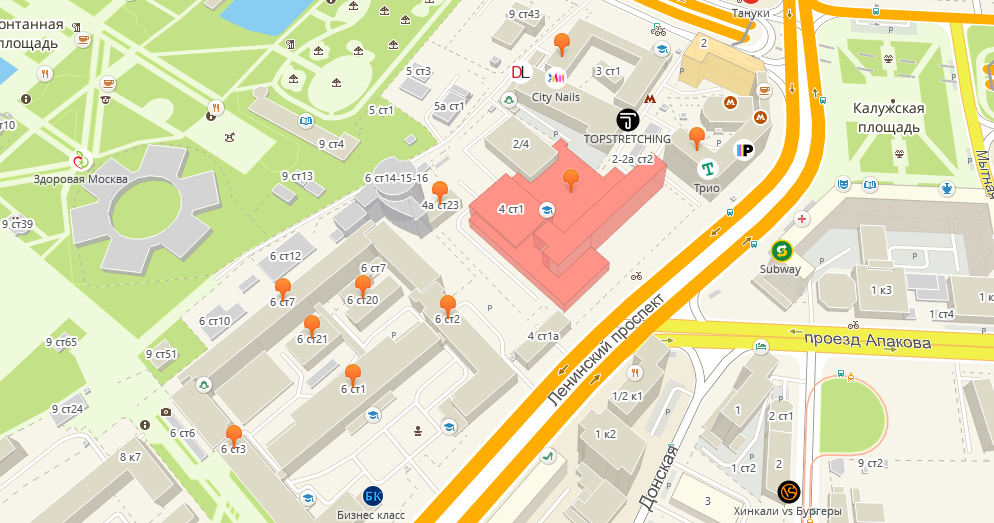 9 ст43
Тануки
онтанная
площадь
2
5 ст3
DL
3 ст1
City Nails
5а ст1
5 ст1
Калужская
площадь
т10
TOPSTRETCHING
9 ст4
2/4
2-2а ст2
Мытная
Здоровая Москва
6 ст14-15-16
Трио
9 ст13
4а ст23
4 ст1
9 ст39
6 ст12
6 ст7
Subway
6 ст7
6 ст20
1 к3
6 ст10
6 ст2
1 ст4
6 ст21
4 ст1а
проезд Апакова
9 ст65
9 ст51
Ленинский проспект
6 ст1
1/2 к1
9 ст24
1
2 ст1
6 ст6
6 ст3
1 к2
8 к7
1 ст2
2
9 ст2
Донская
БК
3
Бизнес класс
Хинкали vs Бургеры